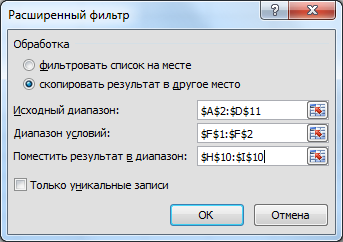 Расширенный фильтр
Обработка
фильтровать список на месте
скопировать результат в другое место
Исходный диапазон: $A$2:$D$11
Диапазон условий: $F$1:$F$2
Поместить результат в диапазон: $H$10:$I$10
Только уникальные записи
ОК Отмена